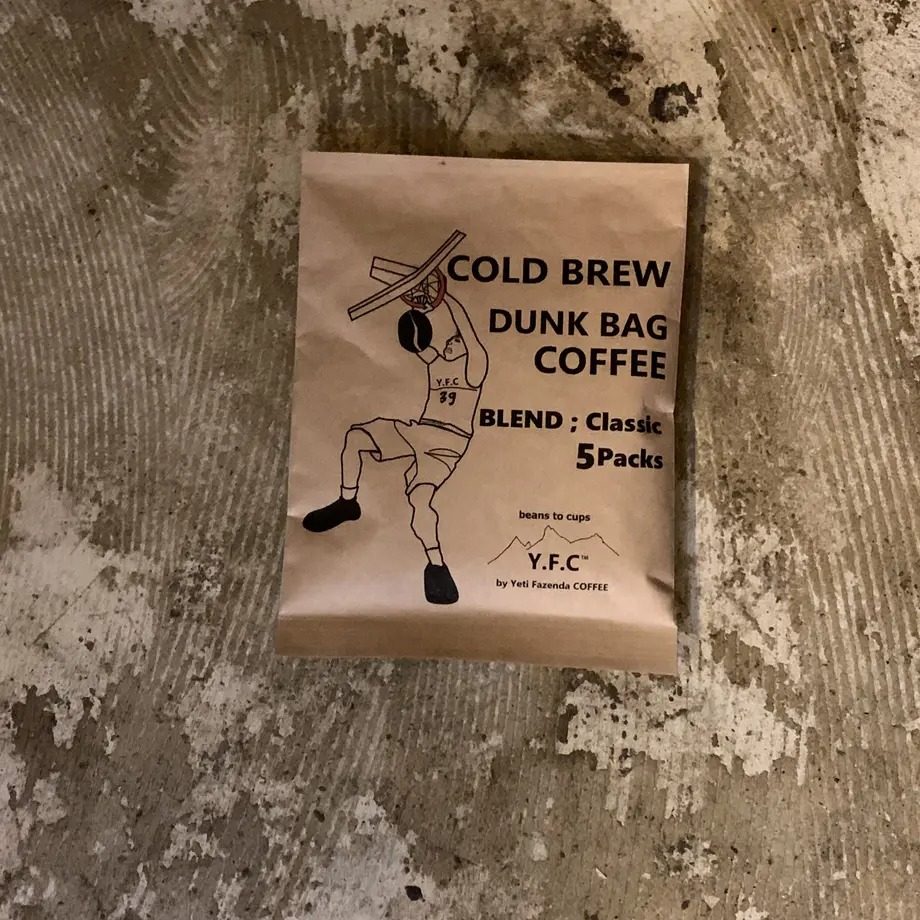 COLD BREW
DUNK BAG
COFFEE
Y.F.C
39
BLEND ; Classic
5Packs
beans to cups
Y.F.C™
by Yeti Fazenda COFFEE